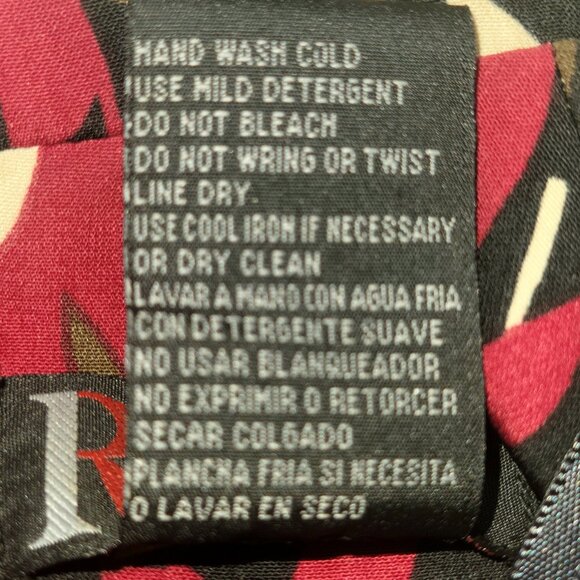 HAND WASH COLD
USE MILD DETERGENT
DO NOT BLEACH
DO NOT WRING OR TWIST
LINE DRY.
USE COOL IRON IF NECESSARY
OR DRY CLEAN
LAVAR A MANO CON AGUA FRIA
CON DETERGENTE SUAVE
NO USAR BLANQUEADOR
NO EXPRIMIR O RETORCER
SECAR COLGADO
PLANCHA FRIA SI NECESITA
O LAVAR EN SECO